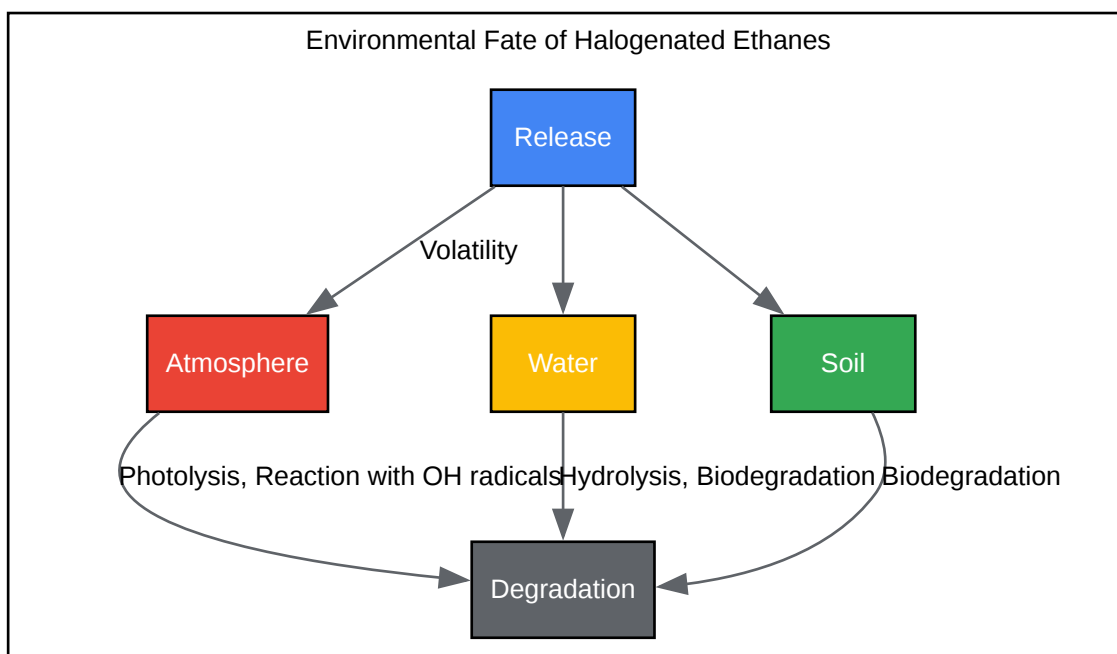 Environmental Fate of Halogenated Ethanes
Release
Volatility
Atmosphere
Water
Soil
Photolysis, Reaction with OH radicals
Hydrolysis, Biodegradation
Biodegradation
Degradation